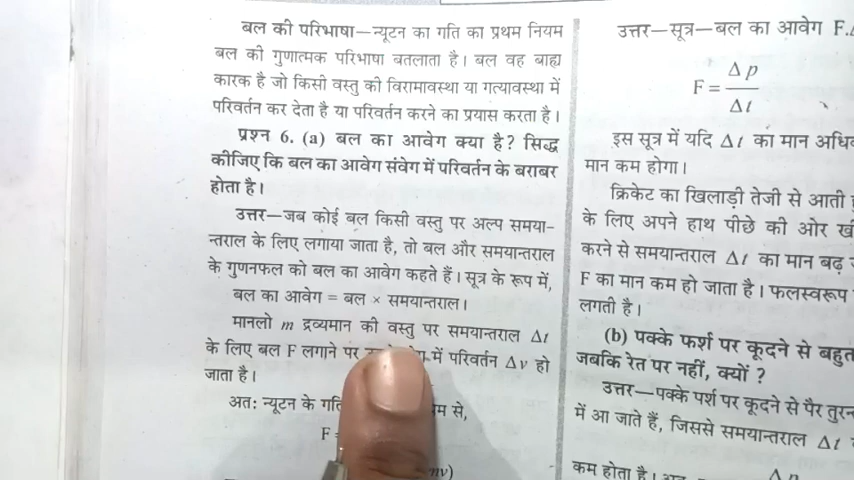 बल की परिभाषा—न्यूटन का गति का प्रथम नियम
बल की गुणात्मक परिभाषा बतलाता है। बल वह बाह्य
कारक है जो किसी वस्तु की विरामावस्था या गत्यावस्था में
परिवर्तन कर देता है या परिवर्तन करने का प्रयास करता है।
प्रश्न 6. (a) बल का आवेग क्या है? सिद्ध
कीजिए कि बल का आवेग संवेग में परिवर्तन के बराबर
होता है।
उत्तर—जब कोई बल किसी वस्तु पर अल्प समया-
न्तराल के लिए लगाया जाता है, तो बल और समयान्तराल
के गुणनफल को बल का आवेग कहते हैं। सूत्र के रूप में,
बल का आवेग = बल × समयान्तराल।
मानलो m द्रव्यमान की वस्तु पर समयान्तराल Δt
के लिए बल F लगाने पर में परिवर्तन Δv हो
जाता है।
अतः न्यूटन के से,
F
mv)
उत्तर—सूत्र—बल का आवेग F.
F = Δp / Δt
इस सूत्र में यदि Δt का मान
मान कम होगा।
क्रिकेट का खिलाड़ी तेजी से आती
के लिए अपने हाथ पीछे की ओर
करने से समयान्तराल Δt का मान बढ़
F का मान कम हो जाता है। फलस्वरूप
लगती है।
(b) पक्के फर्श पर कूदने से
जबकि रेत पर नहीं, क्यों ?
उत्तर—पक्के पर्श पर कूदने से पैर
में आ जाते हैं, जिससे समयान्तराल Δt
कम होता है।
Δp